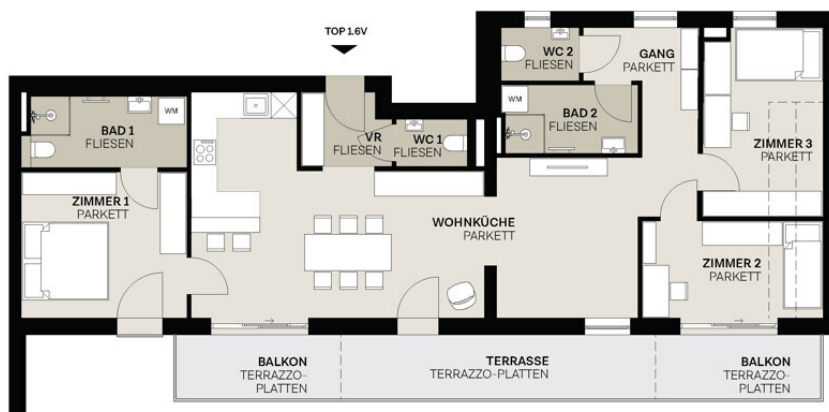 TOP 1.6V
WC 2
FLIESEN
GANG
PARKETT
WM
BAD 1
FLIESEN
VR
FLIESEN
WC 1
FLIESEN
WM
BAD 2
FLIESEN
ZIMMER 3
PARKETT
ZIMMER 1
PARKETT
WOHNKÜCHE
PARKETT
ZIMMER 2
PARKETT
BALKON
TERRAZZO-
PLATTEN
TERRASSE
TERRAZZO-PLATTEN
BALKON
TERRAZZO-
PLATTEN